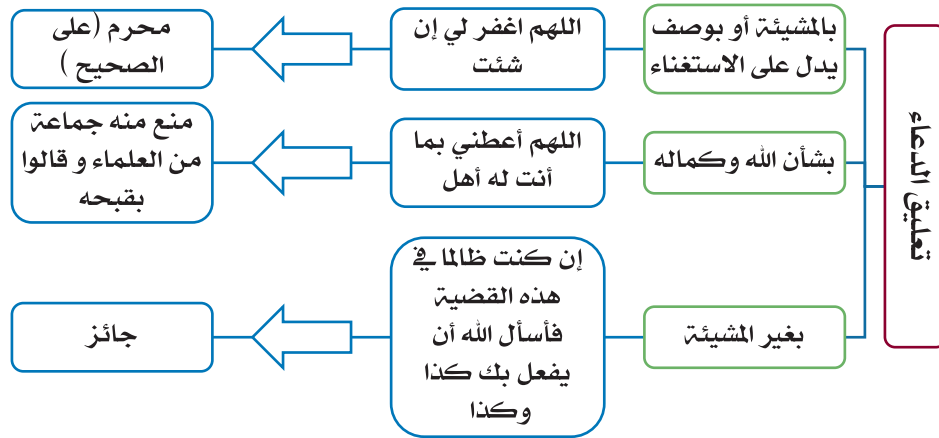 تعليق الدعاء
بالمشيئة أو بوصف
يدل على الاستغناء
اللهم اغفر لي إن
شئت
محرم (على
الصحيح )
بشأن الله وكماله
اللهم أعطني بما
أنت له أهل
منع منه جماعة
من العلماء و قالوا
بقبحه
بغير المشيئة
إن كنت ظالما في
هذه القضية
فأسأل الله أن
يفعل بك كذا
وكذا
جائز